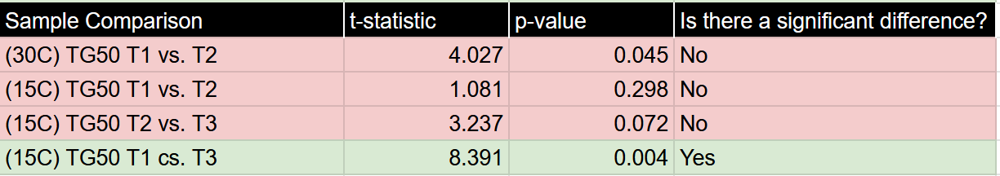 Sample Comparison t-statistic p-value Is there a significant difference?
(30C) TG50 T1 vs. T2 4.027 0.045 No
(15C) TG50 T1 vs. T2 1.081 0.298 No
(15C) TG50 T2 vs. T3 3.237 0.072 No
(15C) TG50 T1 cs. T3 8.391 0.004 Yes